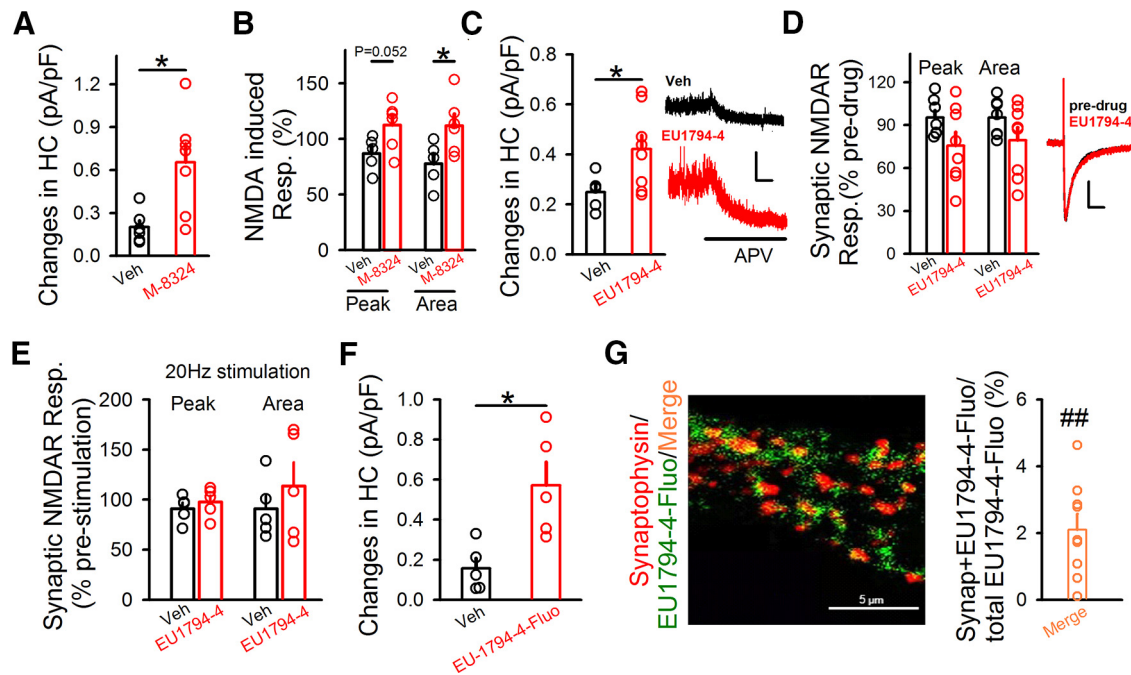 A
Changes in HC (pA/pF)
1.2
0.9
0.6
0.3
0.0
*
Veh
M-8324
B
NMDA induced
Resp. (%)
150
100
50
0
P=0.052
*
Veh
M-8324
Veh
M-8324
Peak
Area
C
Changes in HC (pA/pF)
0.8
0.6
0.4
0.2
0.0
*
Veh
EU1794-4
Veh
EU1794-4
APV
D
Synaptic NMDAR
Resp.(% pre-drug)
120
90
60
30
0
Peak
Area
Veh
EU1794-4
Veh
EU1794-4
pre-drug
EU1794-4
E
Synaptic NMDAR Resp.
(% pre-stimulation)
200
150
100
50
0
20Hz stimulation
Peak
Area
Veh
EU1794-4
Veh
EU1794-4
F
Changes in HC (pA/pF)
1.0
0.8
0.6
0.4
0.2
0.0
*
Veh
EU-1794-4-Fluo
G
Synaptophysin/
EU1794-4-Fluo/Merge
5 µm
Synap+EU1794-4-Fluo/
total EU1794-4-Fluo (%)
6
4
2
0
##
Merge